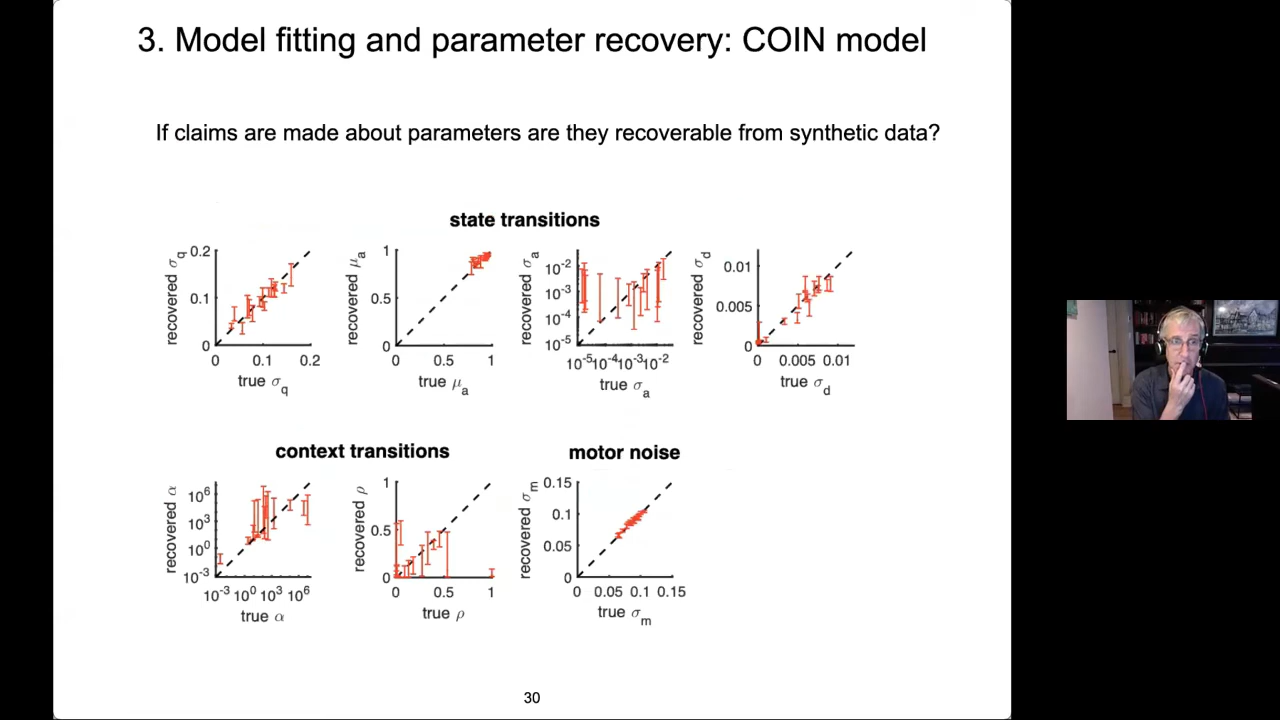 3. Model fitting and parameter recovery: COIN model
If claims are made about parameters are they recoverable from synthetic data?
state transitions
recovered σq
0.2
0.1
0
0 0.1 0.2
true σq
recovered μa
1
0.5
0
0 0.5 1
true μa
recovered σa
10-2
10-3
10-4
10-5
10-5 10-4 10-3 10-2
true σa
recovered σd
0.01
0.005
0
0 0.005 0.01
true σd
context transitions
recovered α
106
103
100
10-3
10-3 100 103 106
true α
recovered ρ
1
0.5
0
0 0.5 1
true ρ
motor noise
recovered σm
0.15
0.1
0.05
0
0 0.05 0.1 0.15
true σm
30